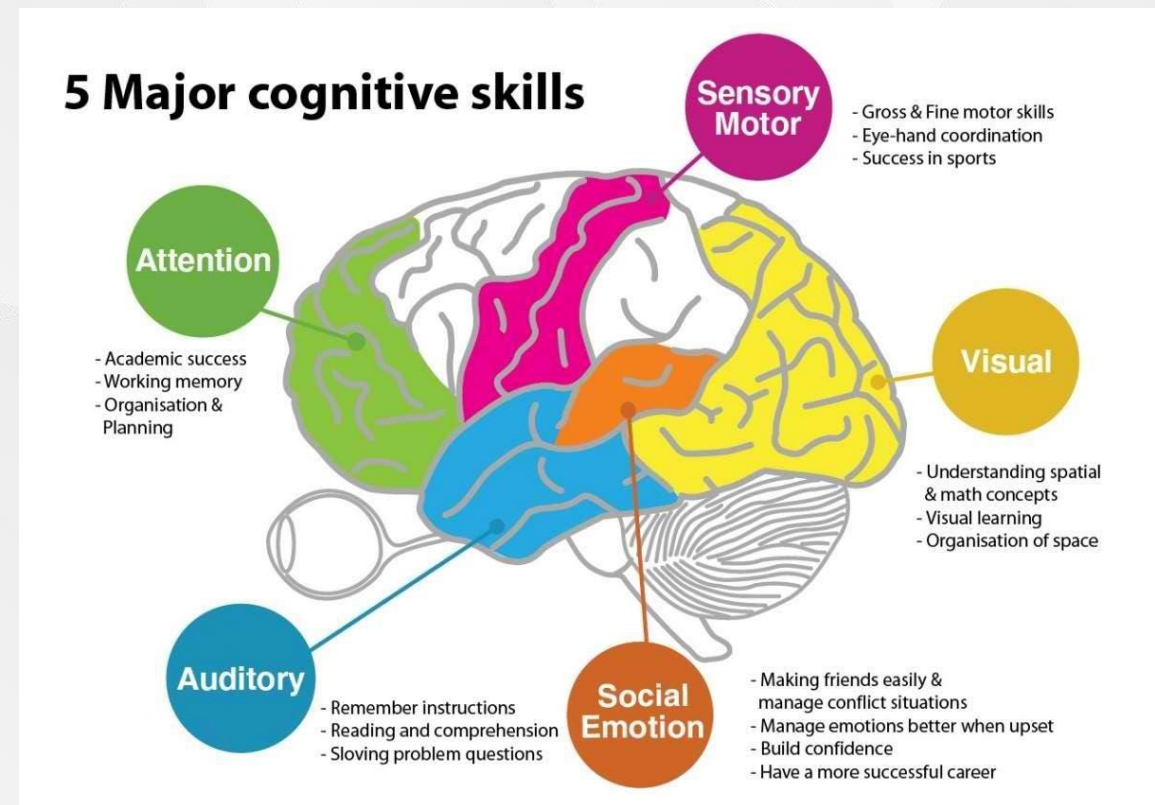 5 Major cognitive skills
Sensory
Motor
- Gross & Fine motor skills
- Eye-hand coordination
- Success in sports
Attention
- Academic success
- Working memory
- Organisation &
Planning
Visual
- Understanding spatial
& math concepts
- Visual learning
- Organisation of space
Auditory
- Remember instructions
- Reading and comprehension
- Sloving problem questions
Social
Emotion
- Making friends easily &
manage conflict situations
- Manage emotions better when upset
- Build confidence
- Have a more successful career